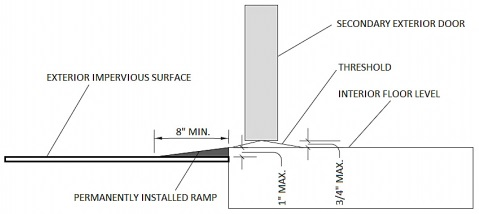 SECONDARY EXTERIOR DOOR
THRESHOLD
EXTERIOR IMPERVIOUS SURFACE
INTERIOR FLOOR LEVEL
8" MIN.
PERMANENTLY INSTALLED RAMP
1" MAX.
3/4" MAX.